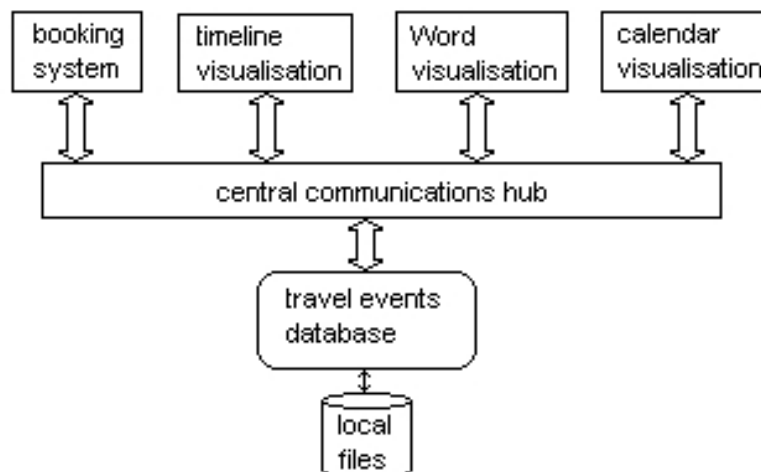 booking
system
timeline
visualisation
Word
visualisation
calendar
visualisation
central communications hub
travel events
database
local
files